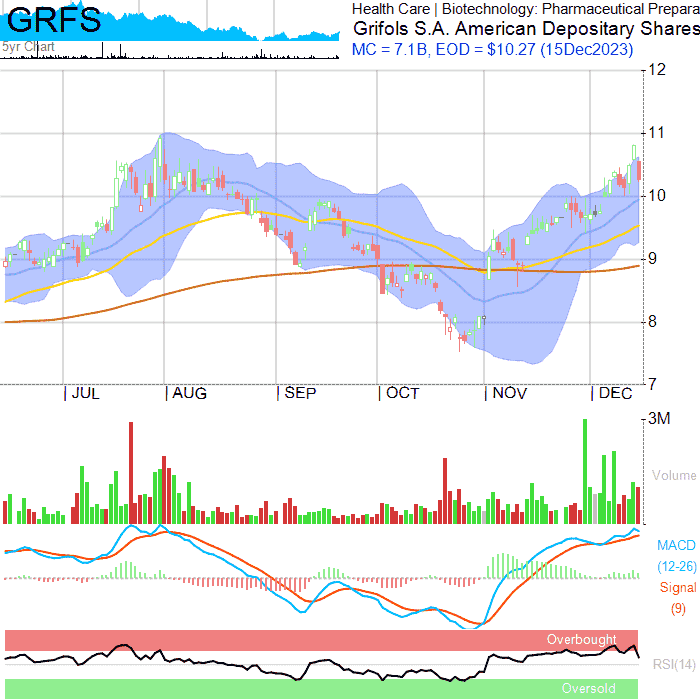 GRFS
5yr Chart
Health Care | Biotechnology: Pharmaceutical Prepara
Grifols S.A. American Depositary Shares
MC = 7.1B, EOD = $10.27 (15Dec2023)
12
11
10
9
8
7
JUL AUG SEP OCT NOV DEC
3M
Volume
MACD
(12-26)
Signal
(9)
Overbought
RSI(14)
Oversold